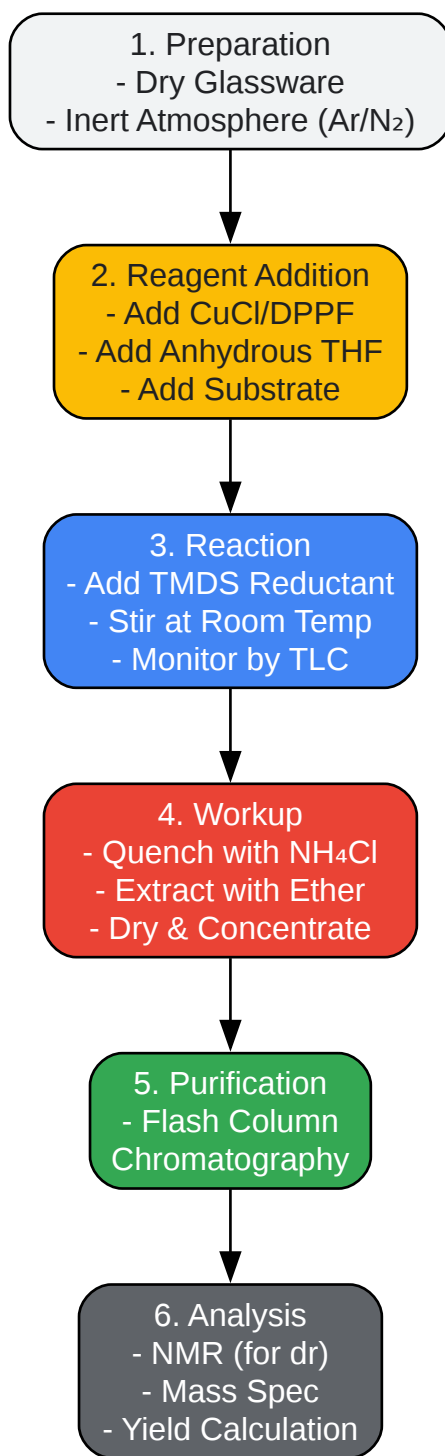 1. Preparation
- Dry Glassware
- Inert Atmosphere (Ar/N₂)
2. Reagent Addition
- Add CuCl/DPPF
- Add Anhydrous THF
- Add Substrate
3. Reaction
- Add TMDS Reductant
- Stir at Room Temp
- Monitor by TLC
4. Workup
- Quench with NH₄Cl
- Extract with Ether
- Dry & Concentrate
5. Purification
- Flash Column
Chromatography
6. Analysis
- NMR (for dr)
- Mass Spec
- Yield Calculation